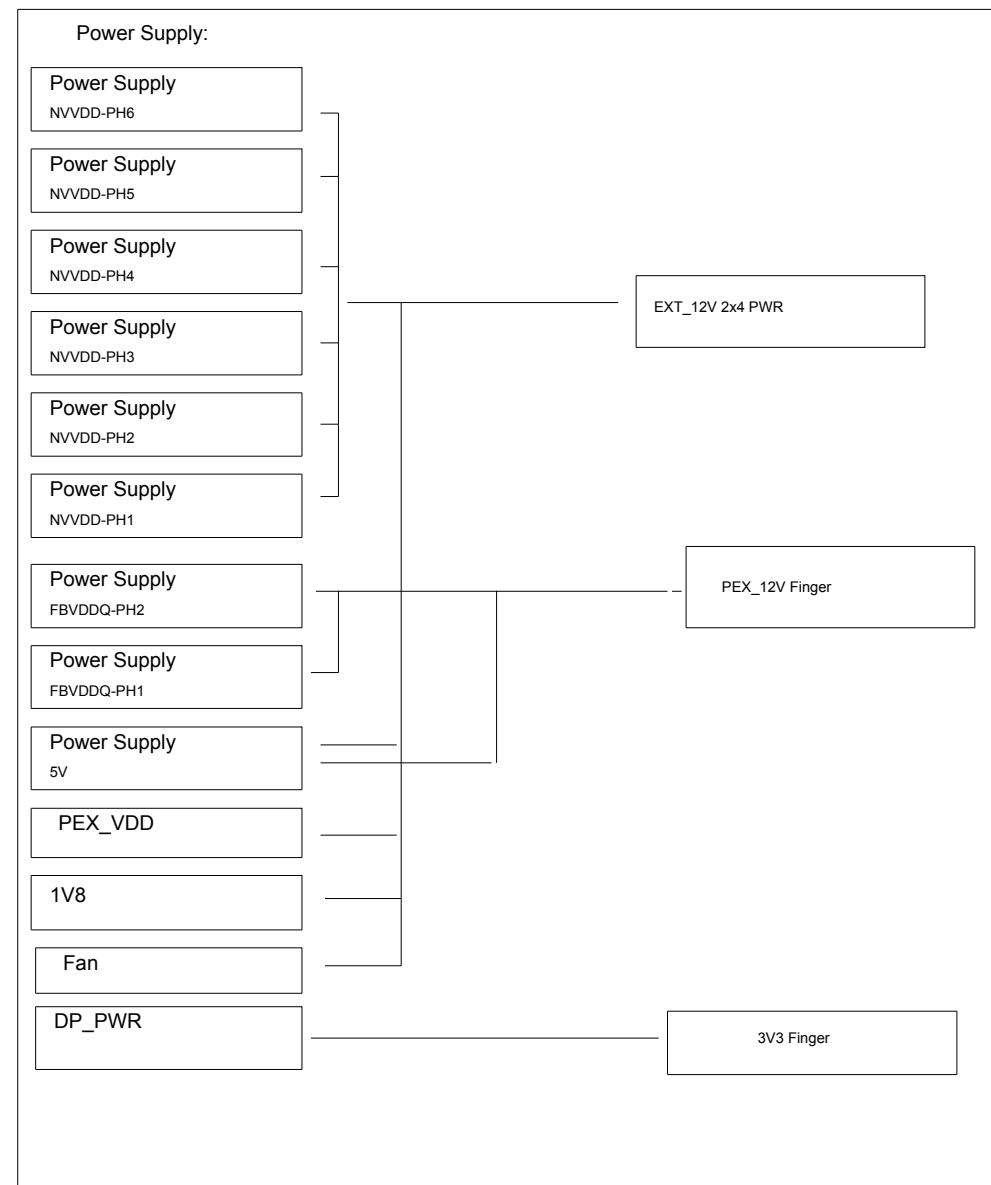 Power Supply:
Power Supply
NVVDD-PH6
Power Supply
NVVDD-PH5
Power Supply
NVVDD-PH4
Power Supply
NVVDD-PH3
Power Supply
NVVDD-PH2
Power Supply
NVVDD-PH1
Power Supply
FBVDDQ-PH2
Power Supply
FBVDDQ-PH1
Power Supply
5V
PEX_VDD
1V8
Fan
DP_PWR
EXT_12V 2x4 PWR
PEX_12V Finger
3V3 Finger